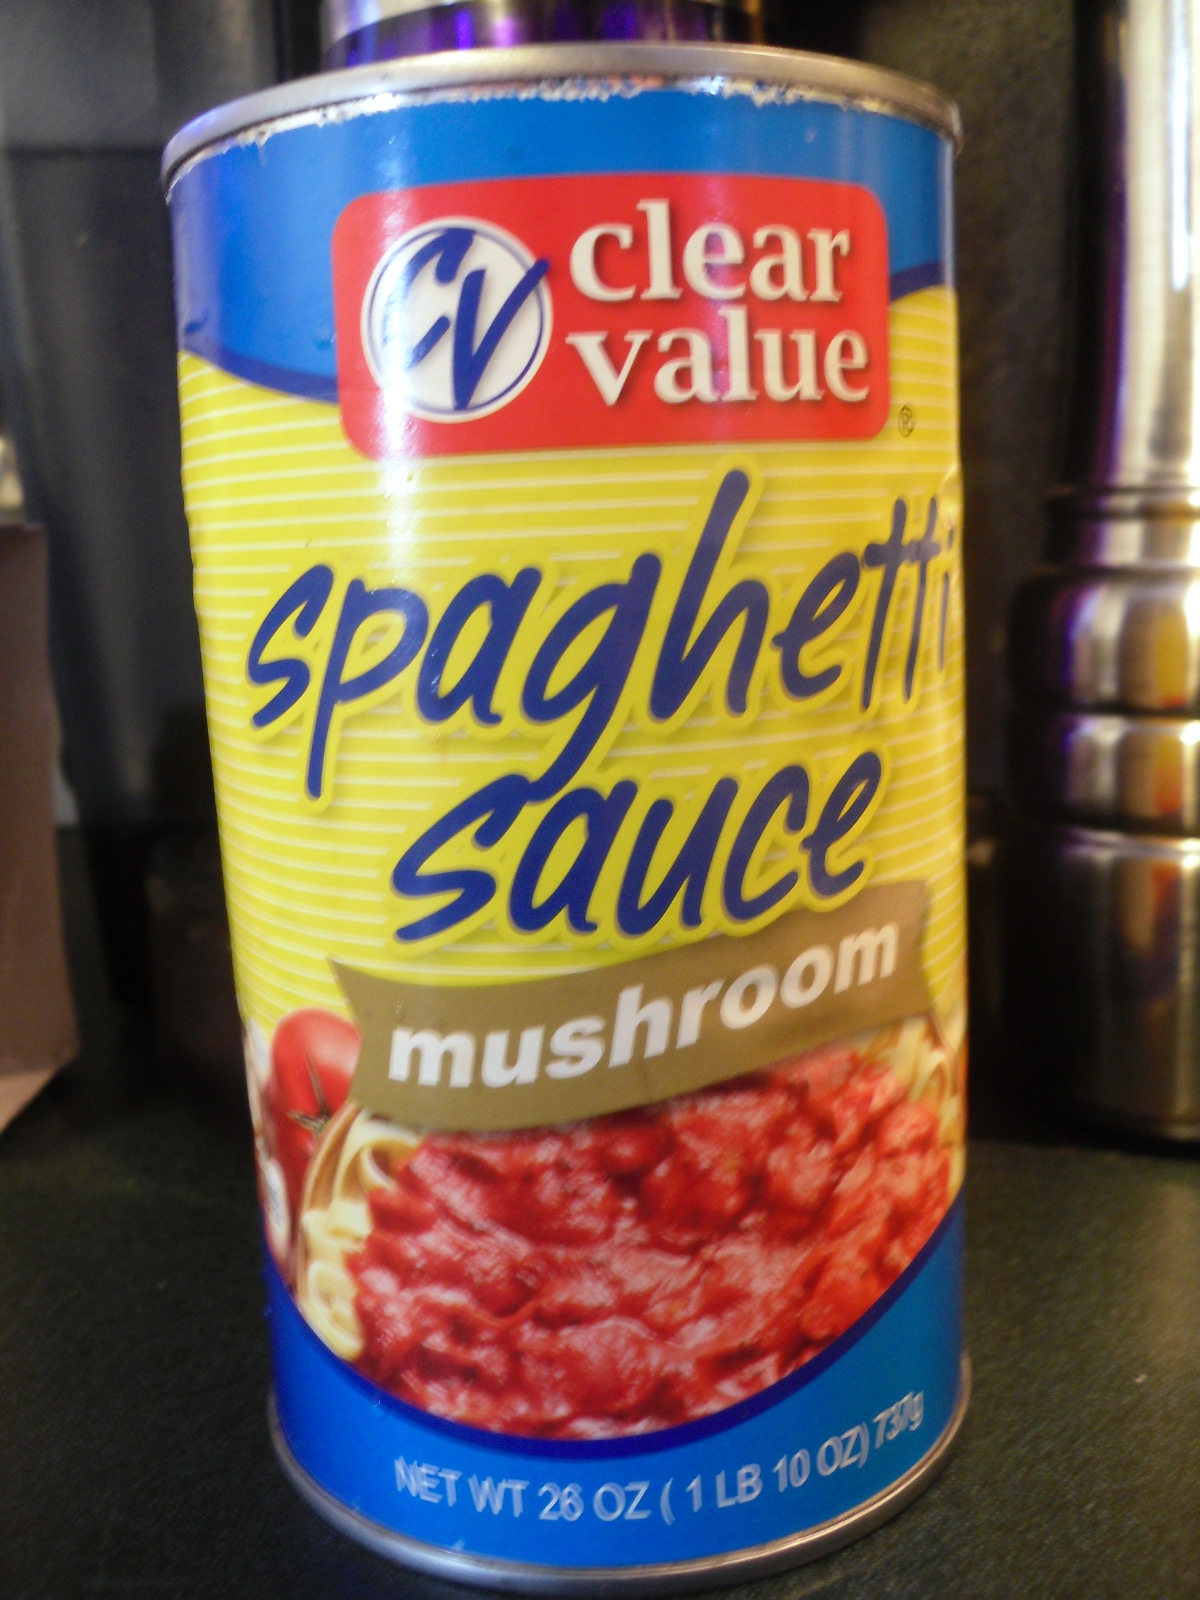 CV
clear
value
®
spaghetti
sauce
mushroom
NET WT 26 OZ ( 1 LB 10 OZ) 737g